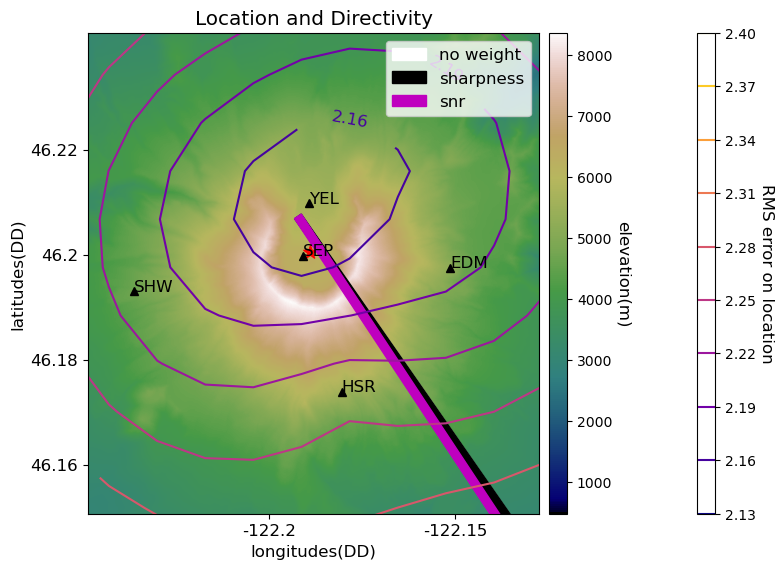 Location and Directivity
no weight
sharpness
snr
2.16
YEL
SEP
EDM
SHW
HSR
46.22
46.2
46.18
46.16
latitudes(DD)
-122.2
-122.15
longitudes(DD)
8000
7000
6000
5000
4000
3000
2000
1000
elevation(m)
2.40
2.37
2.34
2.31
2.28
2.25
2.22
2.19
2.16
2.13
RMS error on location